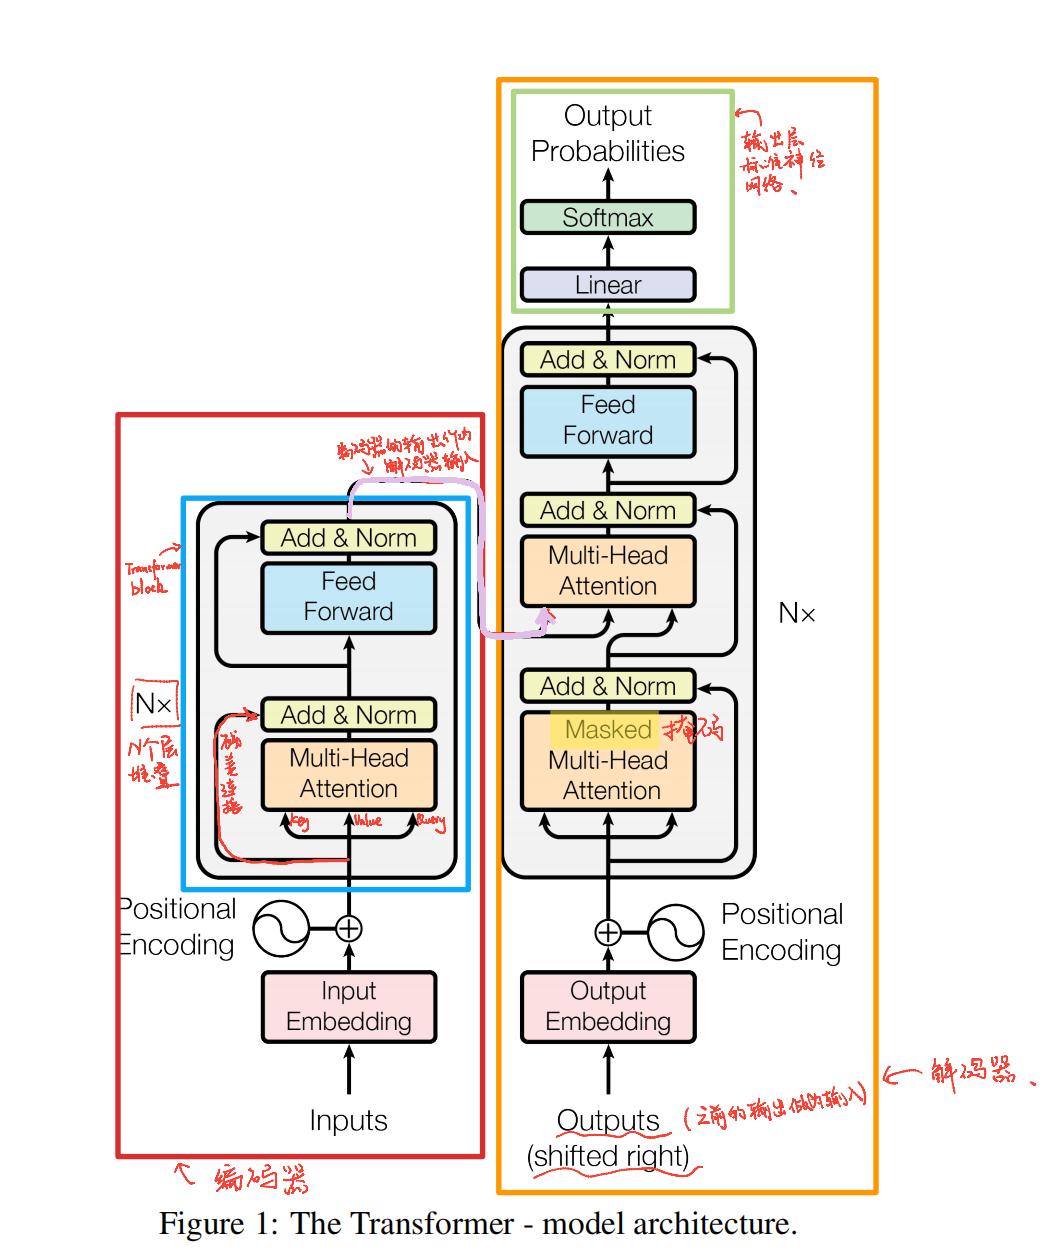 Output
Probabilities
输出层
标准神经
网络、
Softmax
Linear
Add & Norm
Feed
Forward
Add & Norm
Multi-Head
Attention
N×
Add & Norm
Masked 掩码
Multi-Head
Attention
Positional
Encoding
Output
Embedding
Outputs (之前的输出做为输入)
(shifted right)
解码器、
编码器的输出作为
解码器输入
Add & Norm
Feed
Forward
Transformer
block
Nx
N个层
堆叠
Add & Norm
残差连接
Multi-Head
Attention
Key Value Query
Positional
Encoding
Input
Embedding
Inputs
编码器
Figure 1: The Transformer - model architecture.